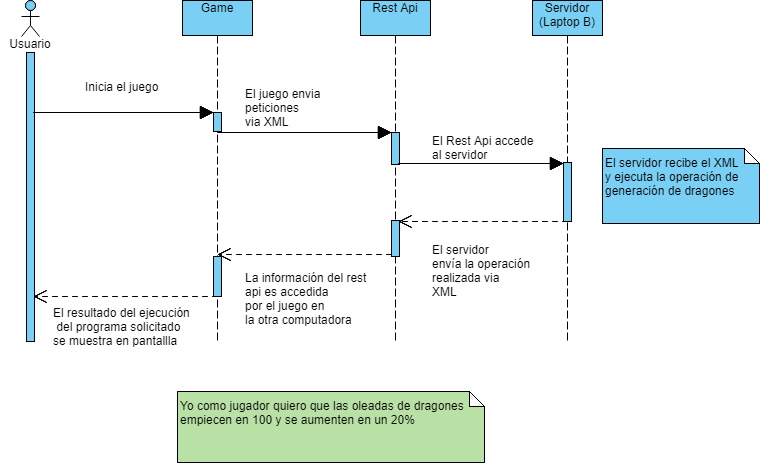 Usuario
Game
Rest Api
Servidor
(Laptop B)
Inicia el juego
El juego envia
peticiones
via XML
El Rest Api accede
al servidor
El servidor recibe el XML
y ejecuta la operación de
generación de dragones
El servidor
envía la operación
realizada via
XML
La información del rest
api es accedida
por el juego en
la otra computadora
El resultado del ejecución
del programa solicitado
se muestra en pantallla
Yo como jugador quiero que las oleadas de dragones
empiecen en 100 y se aumenten en un 20%